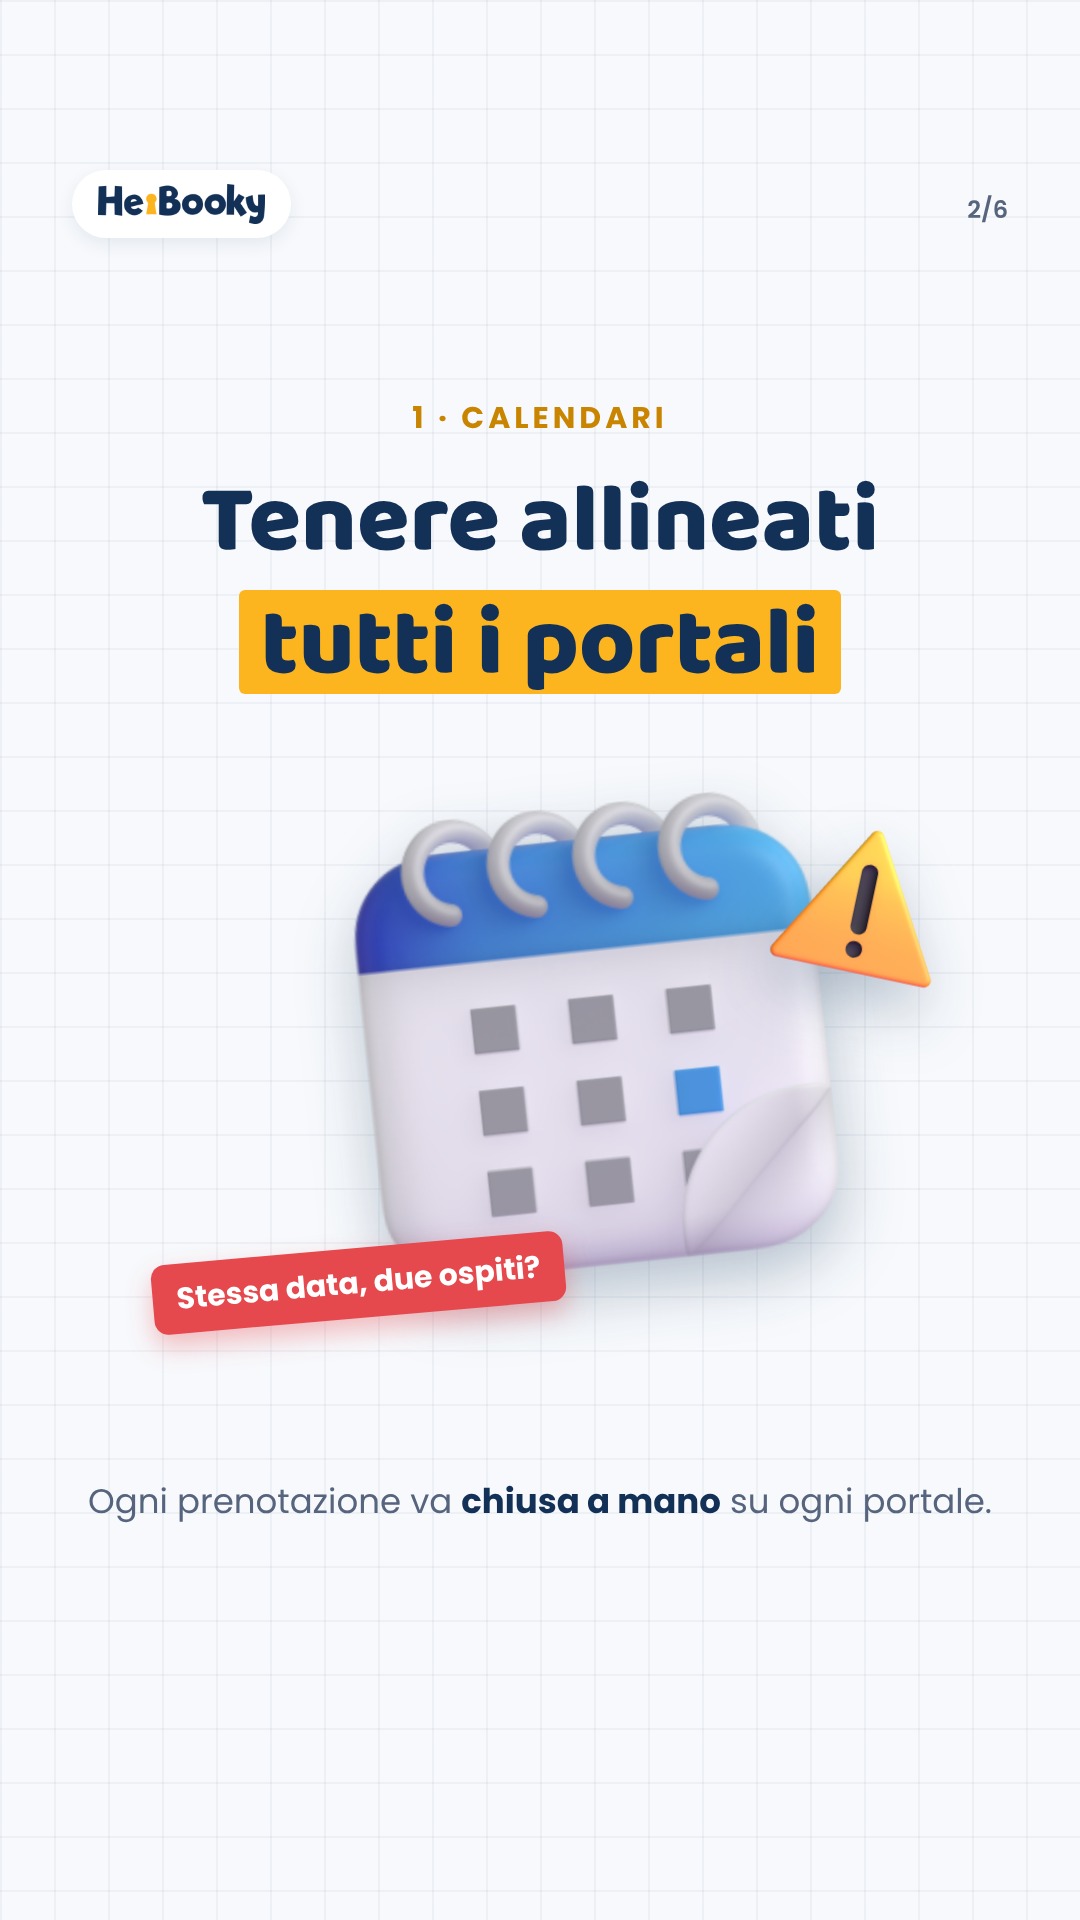 HeiBooky
2/6
1 · CALENDARI
Tenere allineati
tutti i portali
Stessa data, due ospiti?
Ogni prenotazione va chiusa a mano su ogni portale.